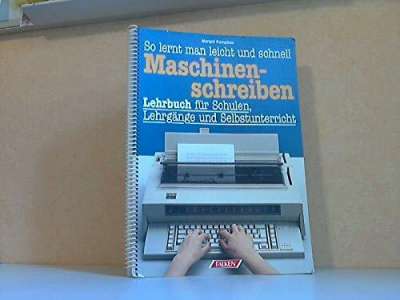 So lernt man leicht und schnell
Maschinen-
schreiben
Lehrbuch für Schulen,
Lehrgänge und Selbstunterricht
FALKEN